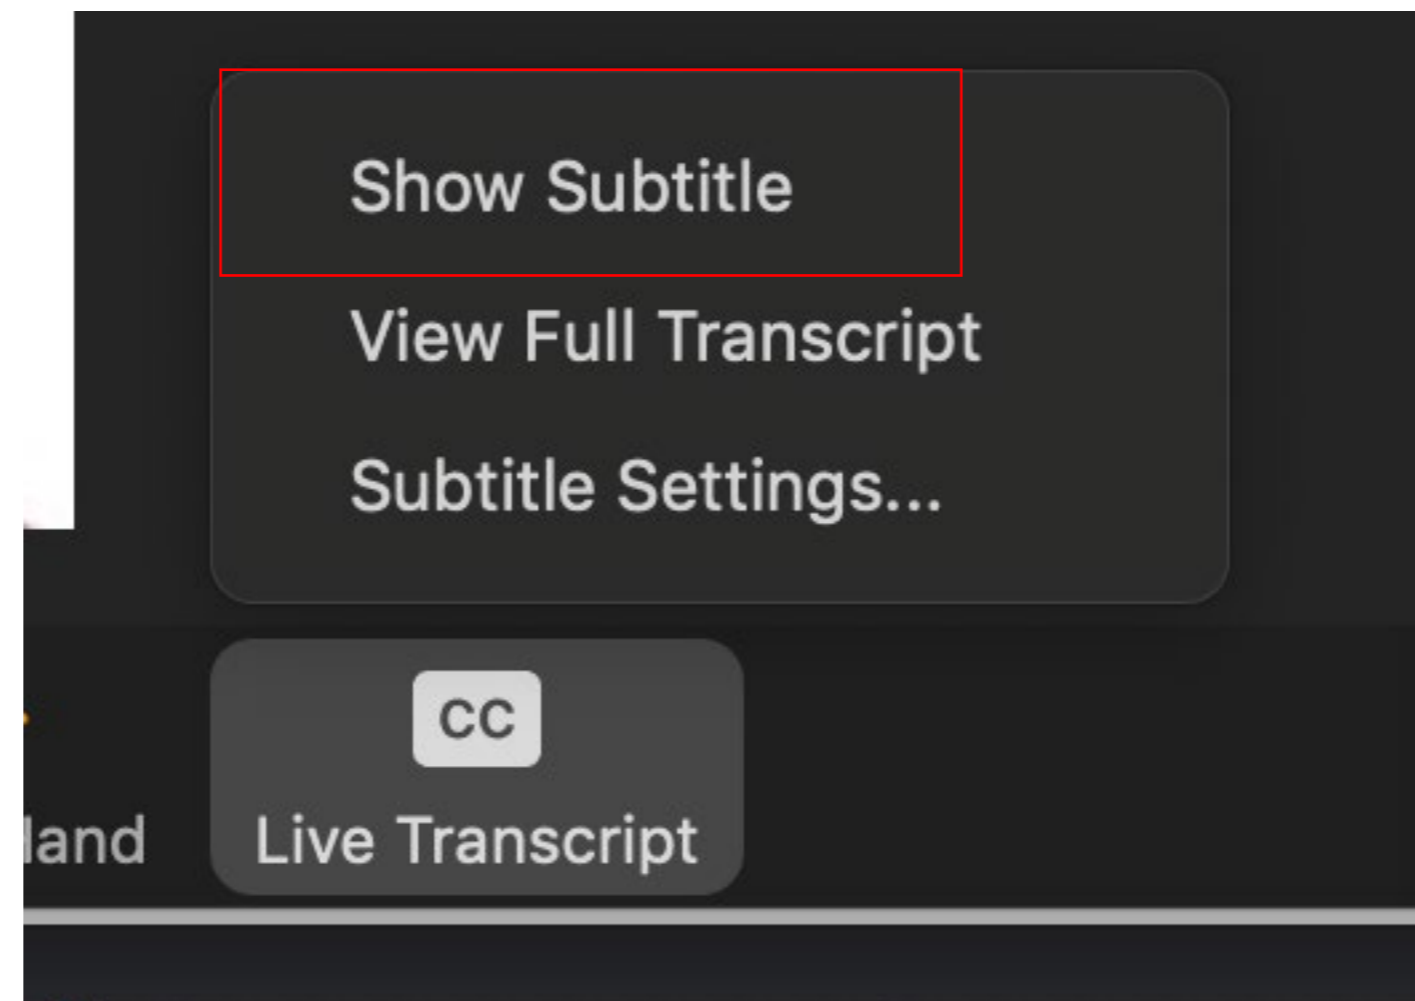 Show Subtitle
View Full Transcript
Subtitle Settings...
CC
Live Transcript